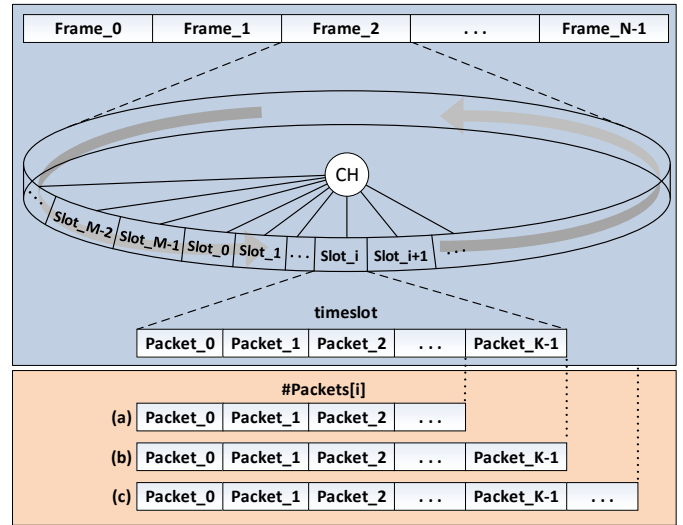 Frame_0 Frame_1 Frame_2 . . . Frame_N-1
CH
. . . Slot_M-2 Slot_M-1 Slot_0 Slot_1 . . . Slot_i Slot_i+1 . . .
timeslot
Packet_0 Packet_1 Packet_2 . . . Packet_K-1
#Packets[i]
(a) Packet_0 Packet_1 Packet_2 . . .
(b) Packet_0 Packet_1 Packet_2 . . . Packet_K-1
(c) Packet_0 Packet_1 Packet_2 . . . Packet_K-1 . . .